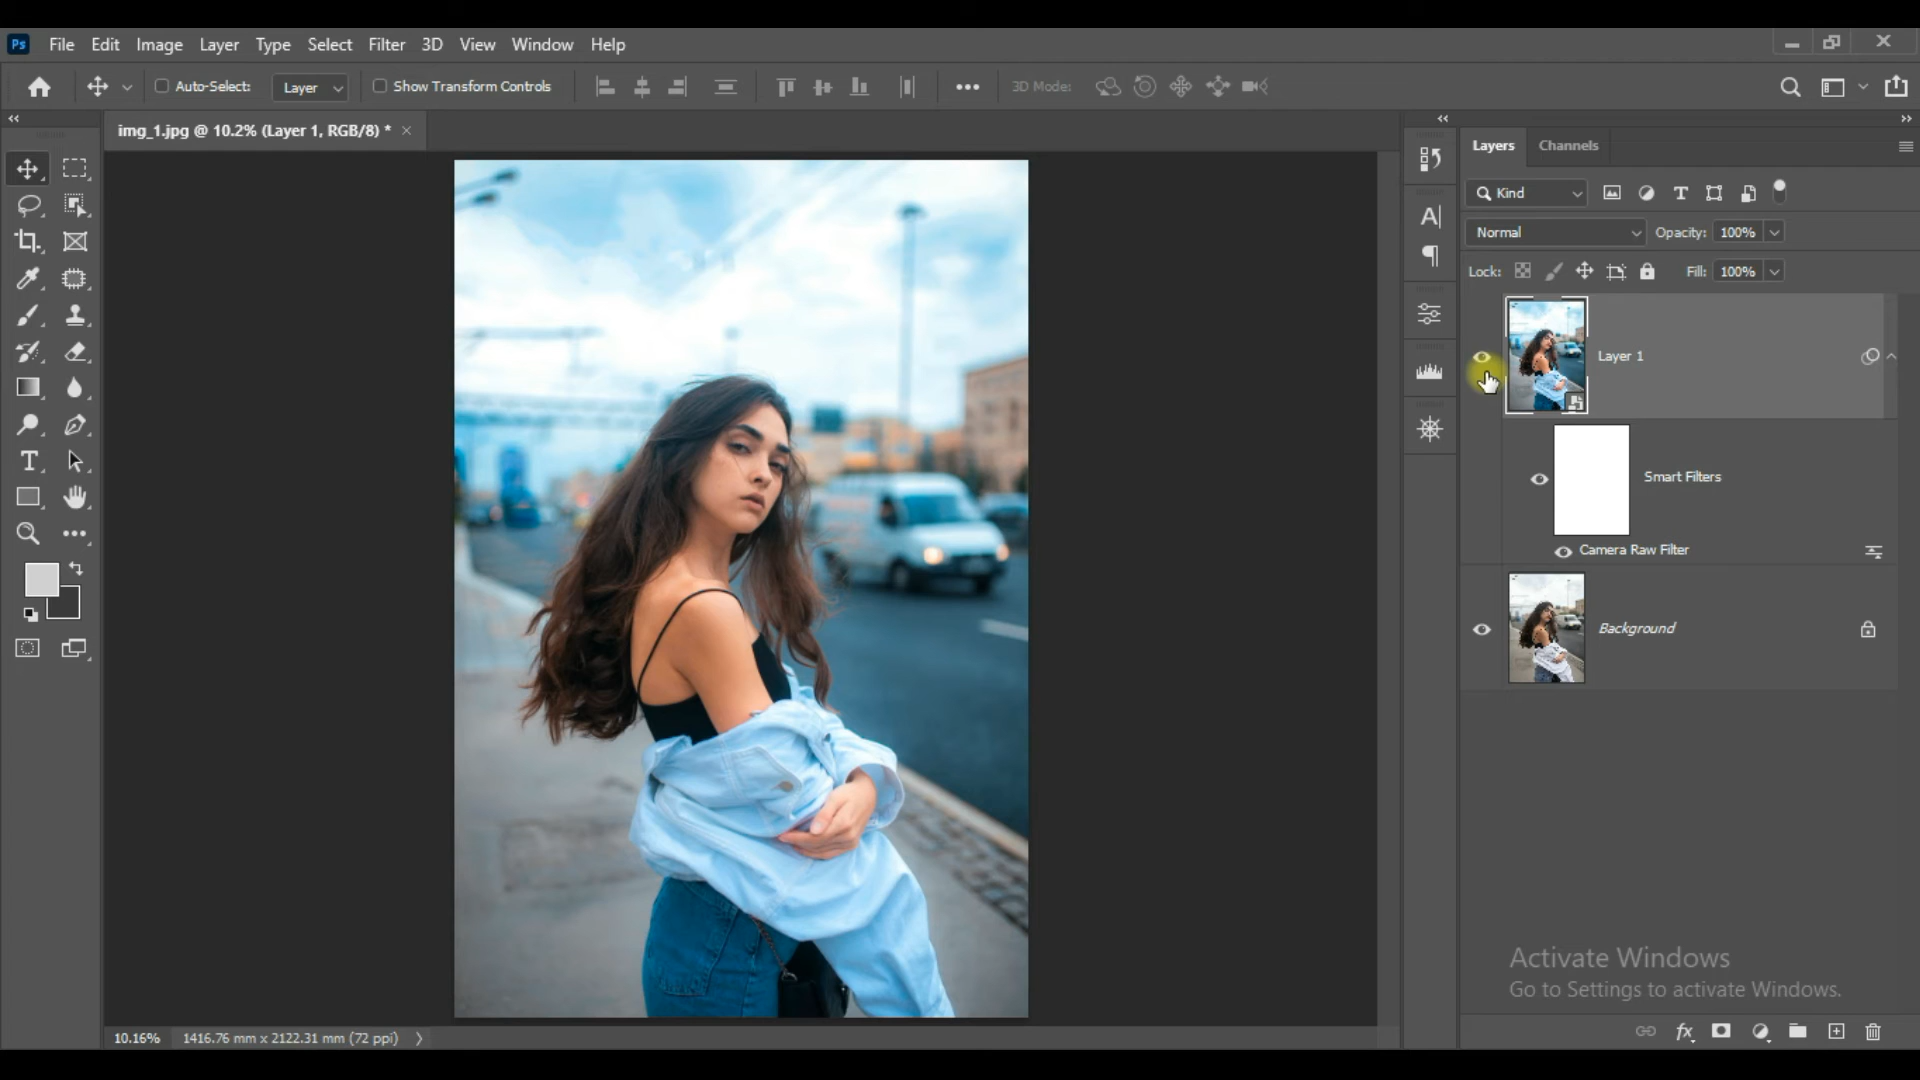 Ps File Edit Image Layer Type Select Filter 3D View Window Help
Auto-Select: Layer Show Transform Controls 3D Mode:
img_1.jpg @ 10.2% (Layer 1, RGB/8) *
Layers Channels
Kind
Normal Opacity: 100%
Lock: Fill: 100%
Layer 1
Smart Filters
Camera Raw Filter
Background
Activate Windows
Go to Settings to activate Windows.
10.16% 1416.76 mm x 2122.31 mm (72 ppi)